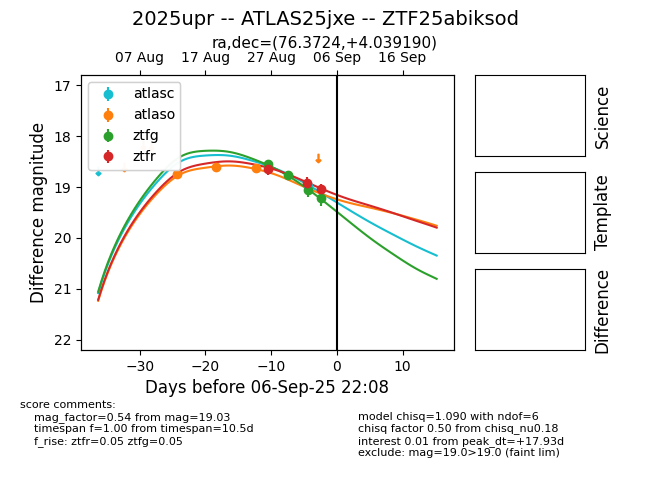 2025upr -- ATLAS25jxe -- ZTF25abiksod
ra,dec=(76.3724,+4.039190)
07 Aug 17 Aug 27 Aug 06 Sep 16 Sep
atlasc
atlaso
ztfg
ztfr
Difference magnitude
17
18
19
20
21
22
−30 −20 −10 0 10
Days before 06-Sep-25 22:08
Science
Template
Difference
score comments:
mag_factor=0.54 from mag=19.03
timespan f=1.00 from timespan=10.5d
f_rise: ztfr=0.05 ztfg=0.05
model chisq=1.090 with ndof=6
chisq factor 0.50 from chisq_nu0.18
interest 0.01 from peak_dt=+17.93d
exclude: mag=19.0>19.0 (faint lim)